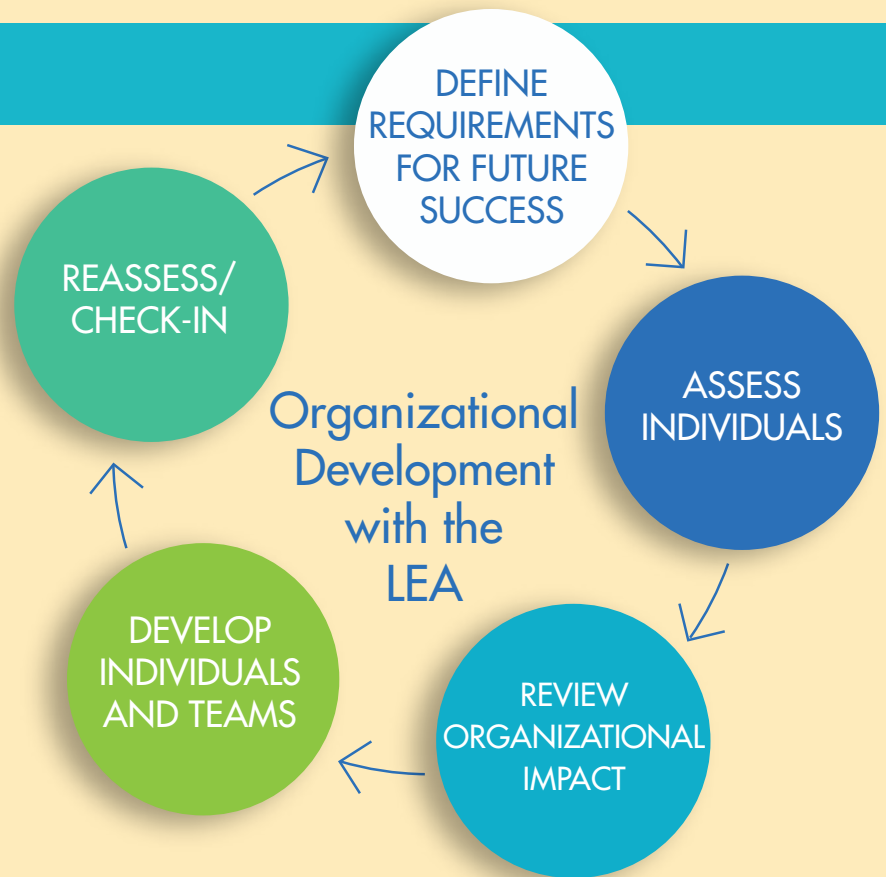 DEFINE
REQUIREMENTS
FOR FUTURE
SUCCESS
ASSESS
INDIVIDUALS
REVIEW
ORGANIZATIONAL
IMPACT
DEVELOP
INDIVIDUALS
AND TEAMS
REASSESS/
CHECK-IN
Organizational
Development
with the
LEA